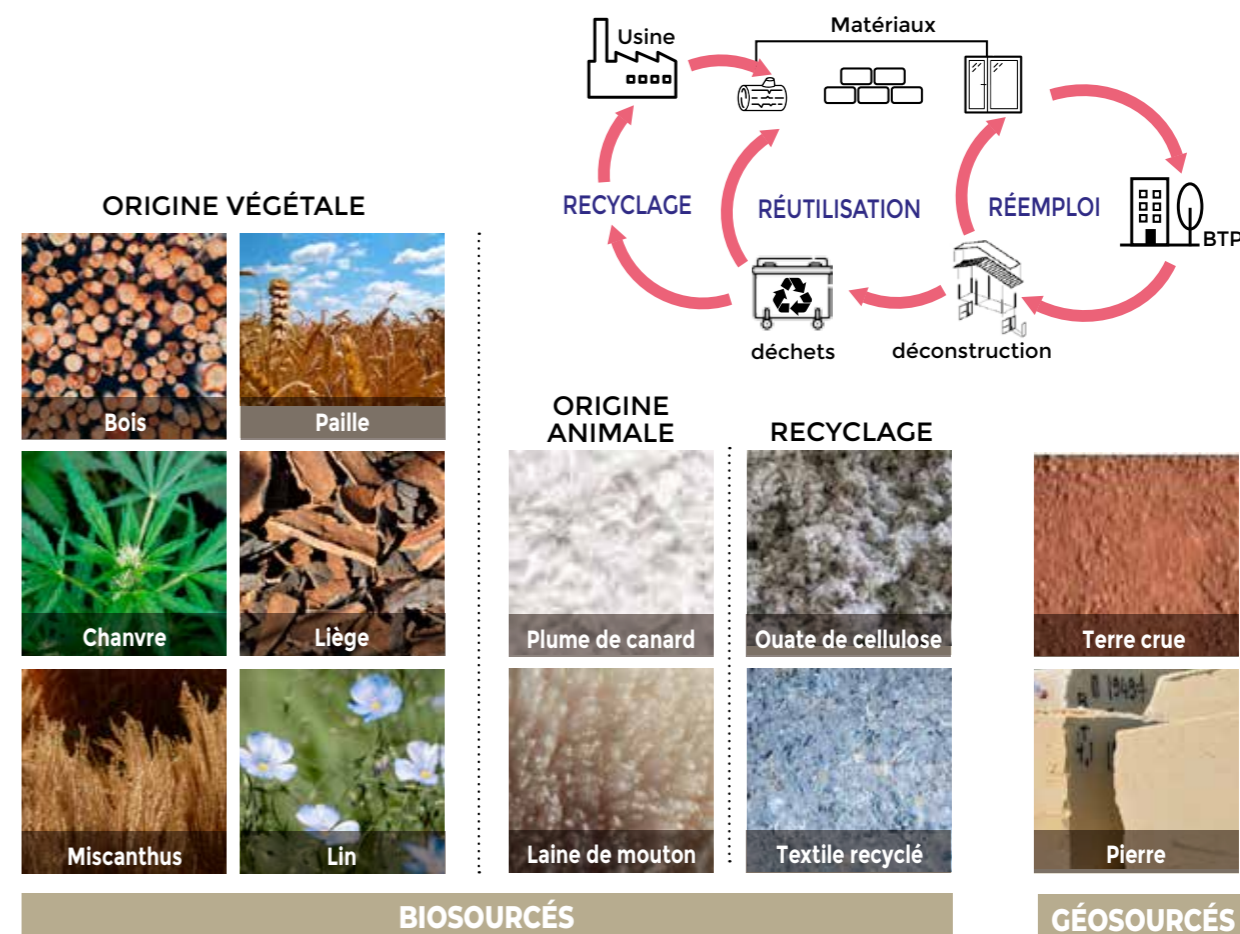 Matériaux
Usine
RECYCLAGE
RÉUTILISATION
RÉEMPLOI
BTP
déchets
déconstruction
ORIGINE VÉGÉTALE
Bois
Paille
Chanvre
Liège
Miscanthus
Lin
ORIGINE
ANIMALE
Plume de canard
Laine de mouton
RECYCLAGE
Ouate de cellulose
Textile recyclé
Terre crue
Pierre
BIOSOURCÉS
GÉOSOURCÉS